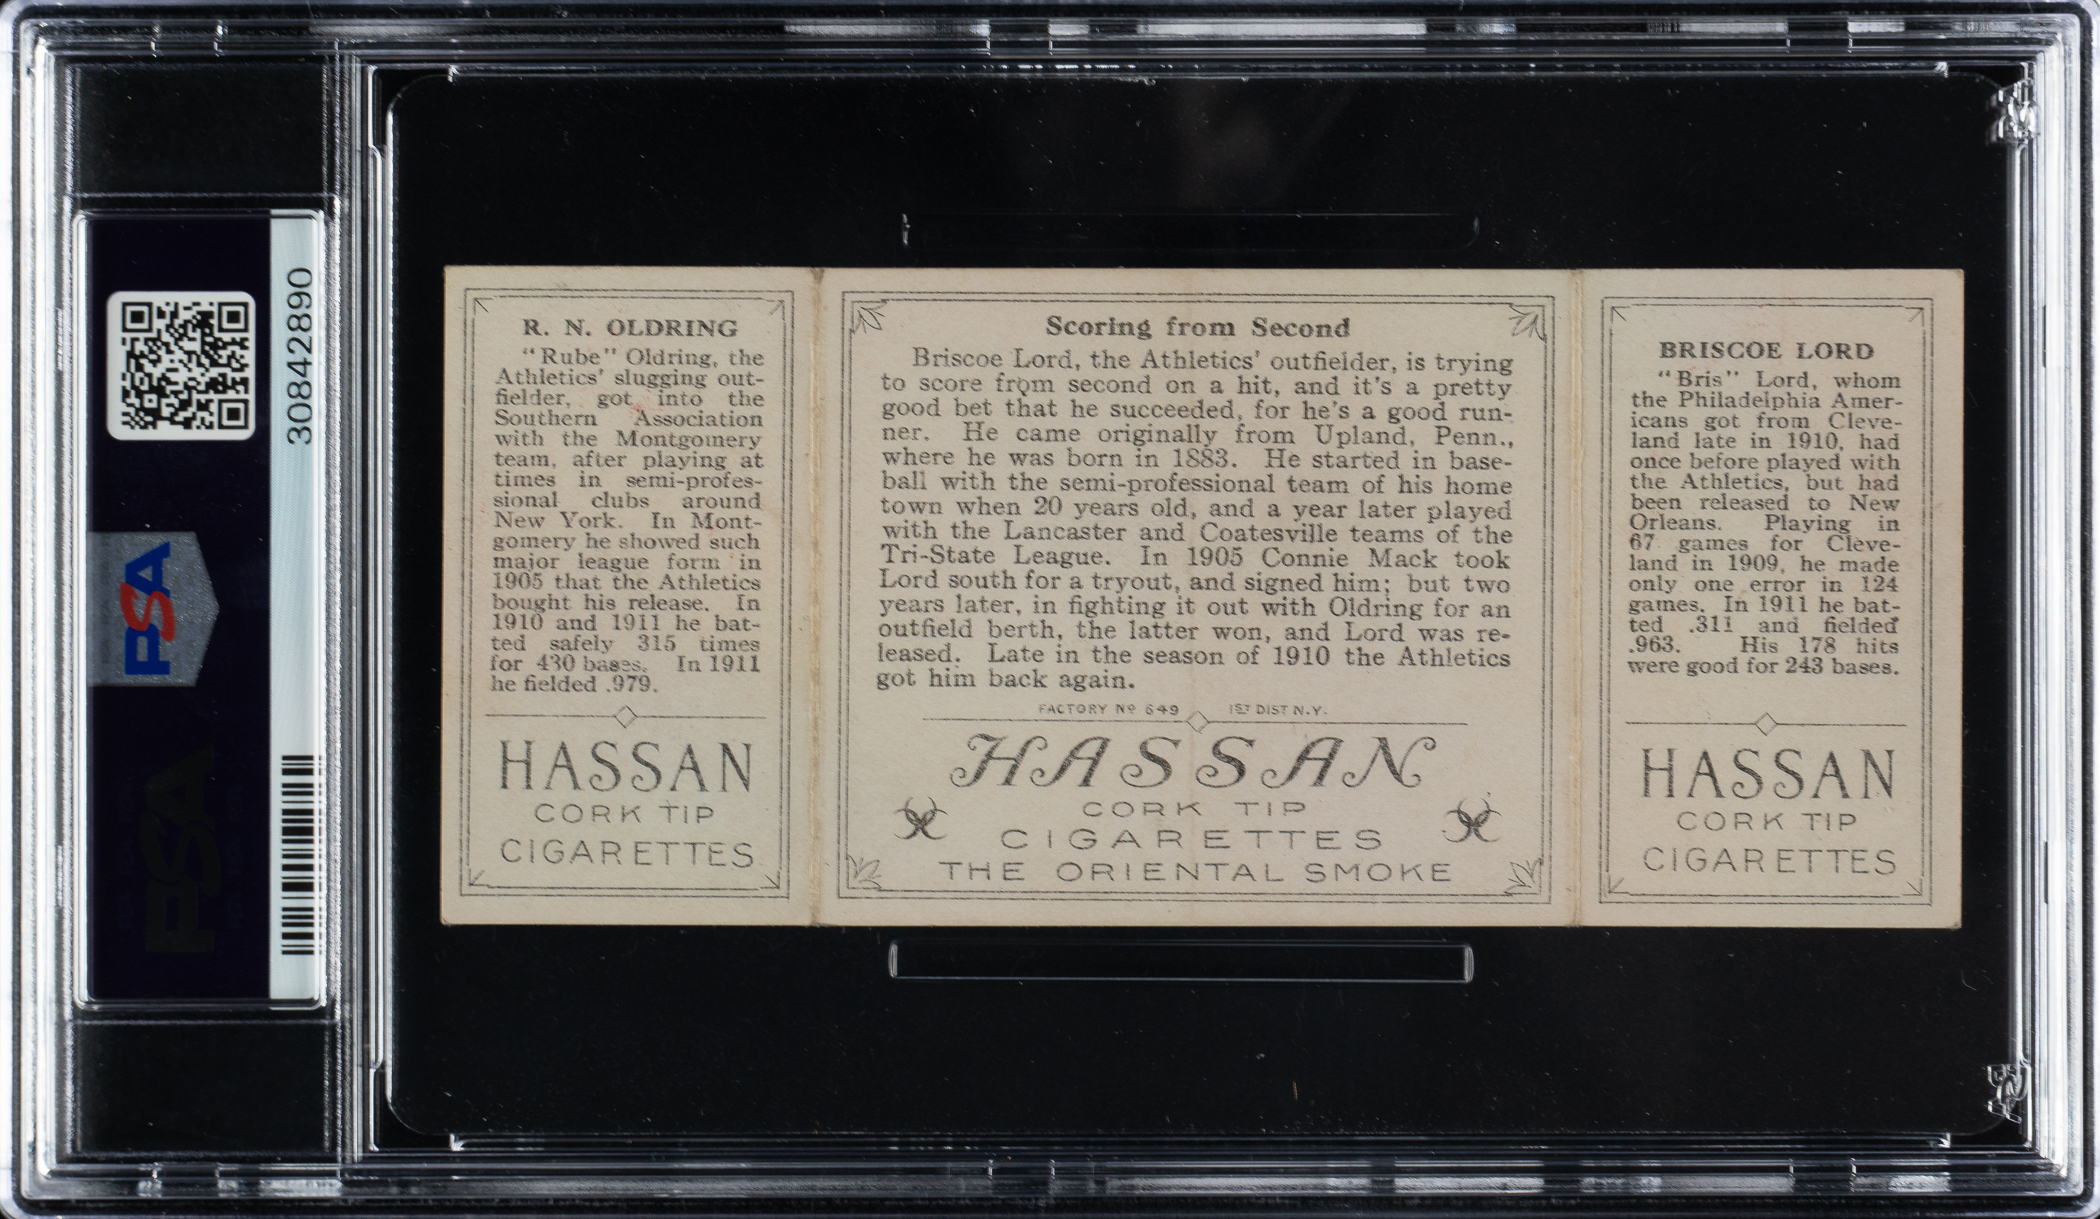 30842890
PSA
PSA
R. N. OLDRING
"Rube" Oldring, the
Athletics' slugging out-
fielder, got into the
Southern Association
with the Montgomery
team, after playing at
times in semi-profes-
sional clubs around
New York. In Mont-
gomery he showed such
major league form in
1905 that the Athletics
bought his release. In
1910 and 1911 he bat-
ted safely 315 times
for 430 bases. In 1911
he fielded .979.
HASSAN
CORK TIP
CIGARETTES
Scoring from Second
Briscoe Lord, the Athletics' outfielder, is trying
to score from second on a hit, and it's a pretty
good bet that he succeeded, for he's a good run-
ner. He came originally from Upland, Penn.,
where he was born in 1883. He started in base-
ball with the semi-professional team of his home
town when 20 years old, and a year later played
with the Lancaster and Coatesville teams of the
Tri-State League. In 1905 Connie Mack took
Lord south for a tryout, and signed him; but two
years later, in fighting it out with Oldring for an
outfield berth, the latter won, and Lord was re-
leased. Late in the season of 1910 the Athletics
got him back again.
FACTORY Nº 649 1ST DIST N.Y.
HASSAN
CORK TIP
CIGARETTES
THE ORIENTAL SMOKE
BRISCOE LORD
"Bris" Lord, whom
the Philadelphia Amer-
icans got from Cleve-
land late in 1910, had
once before played with
the Athletics, but had
been released to New
Orleans. Playing in
67 games for Cleve-
land in 1909, he made
only one error in 124
games. In 1911 he bat-
ted .311 and fielded
.963. His 178 hits
were good for 243 bases.
HASSAN
CORK TIP
CIGARETTES